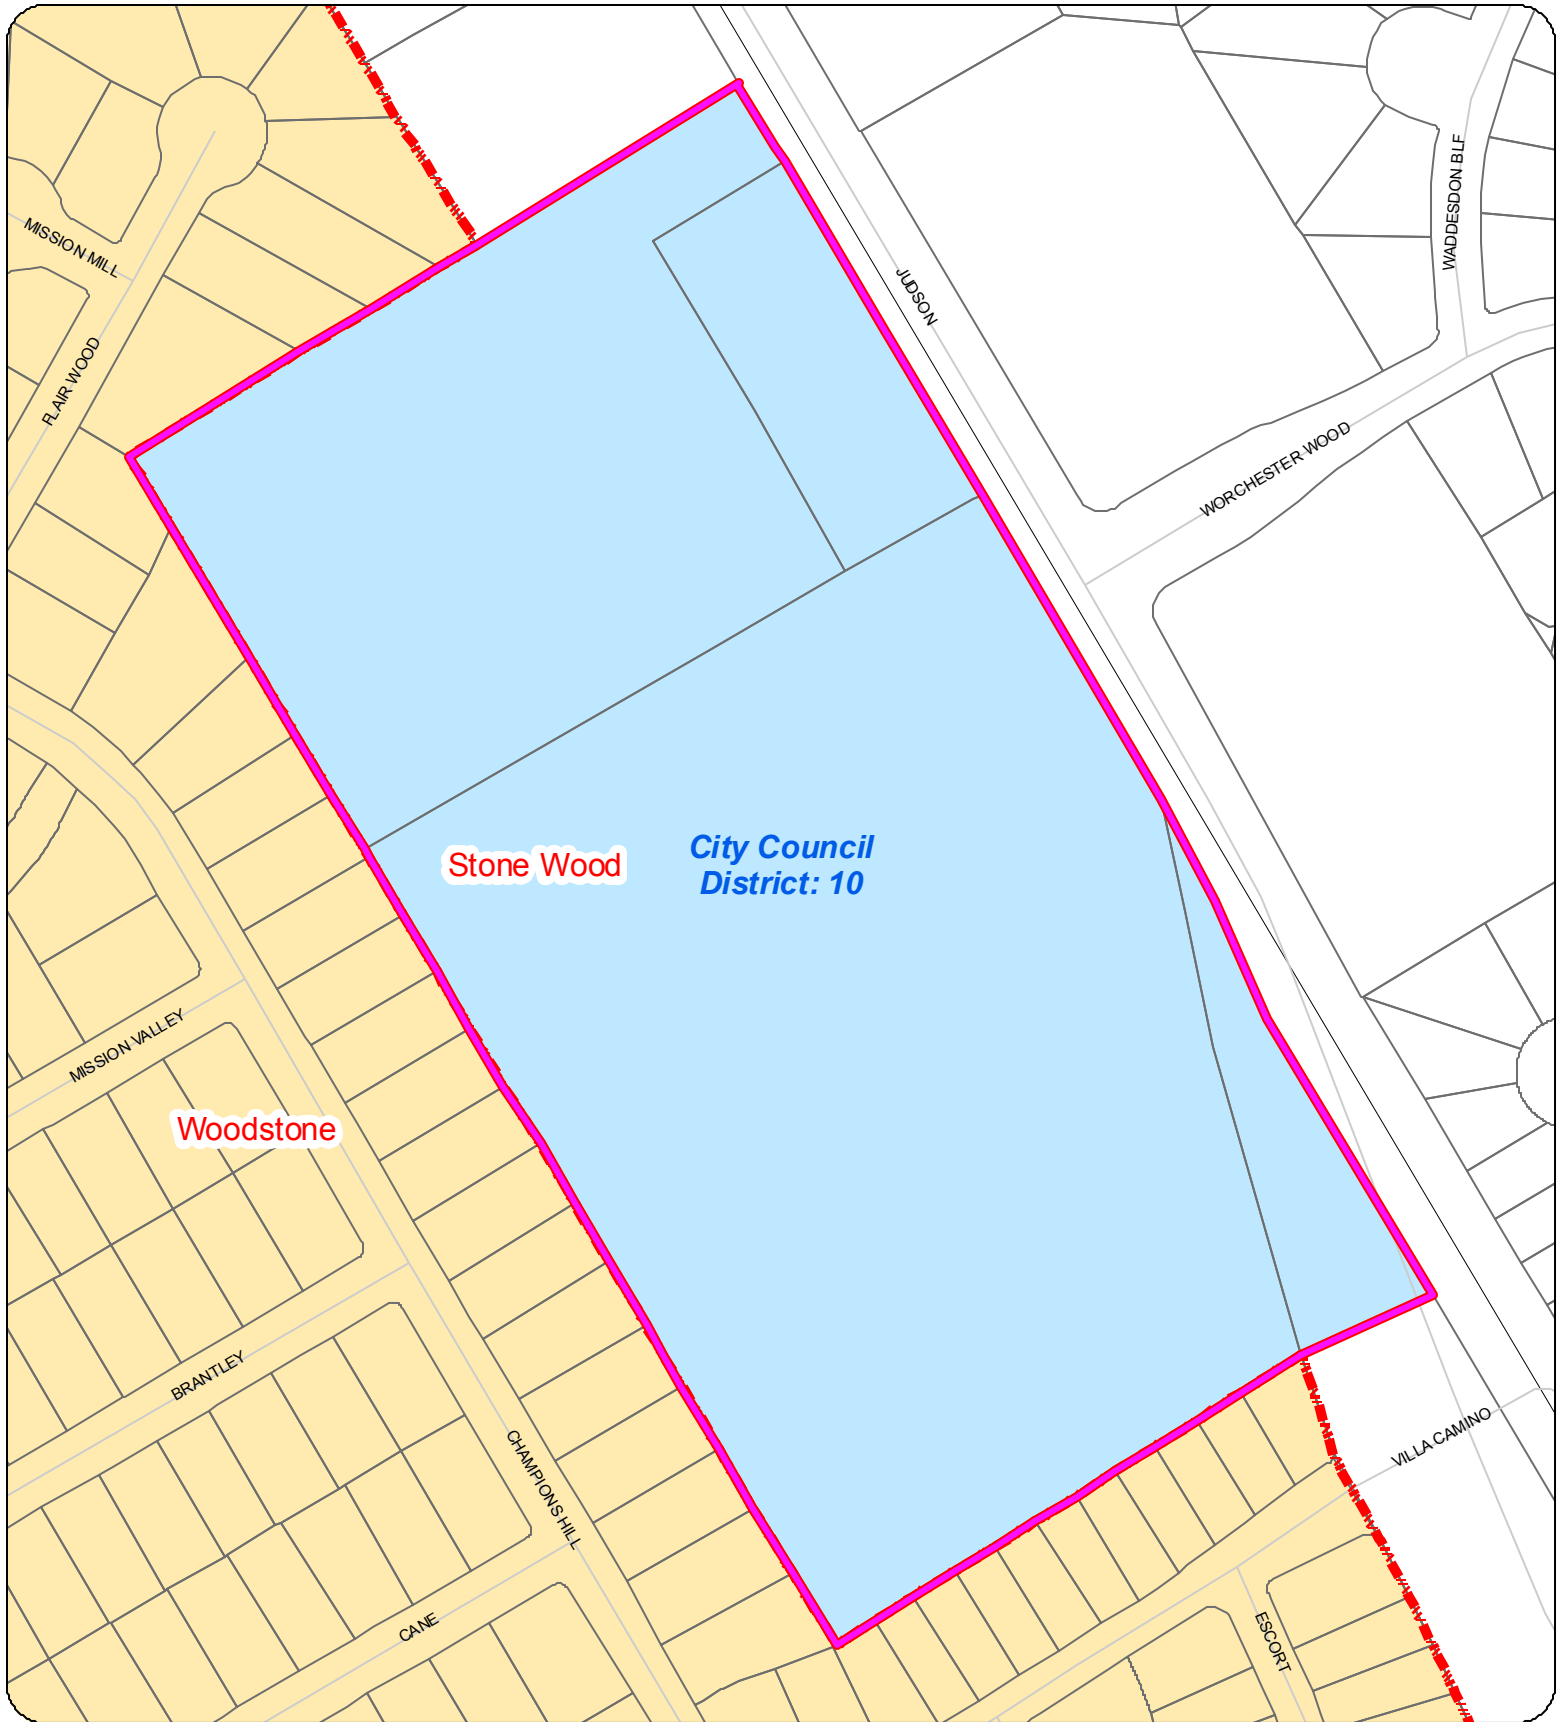 WADDESDON BLF
MISSION MILL
JUDSON
FLAIR WOOD
WORCHESTER WOOD
City Council
District: 10
Stone Wood
MISSION VALLEY
Woodstone
BRANTLEY
VILLA CAMINO
CHAMPIONS HILL
CANE
ESCORT